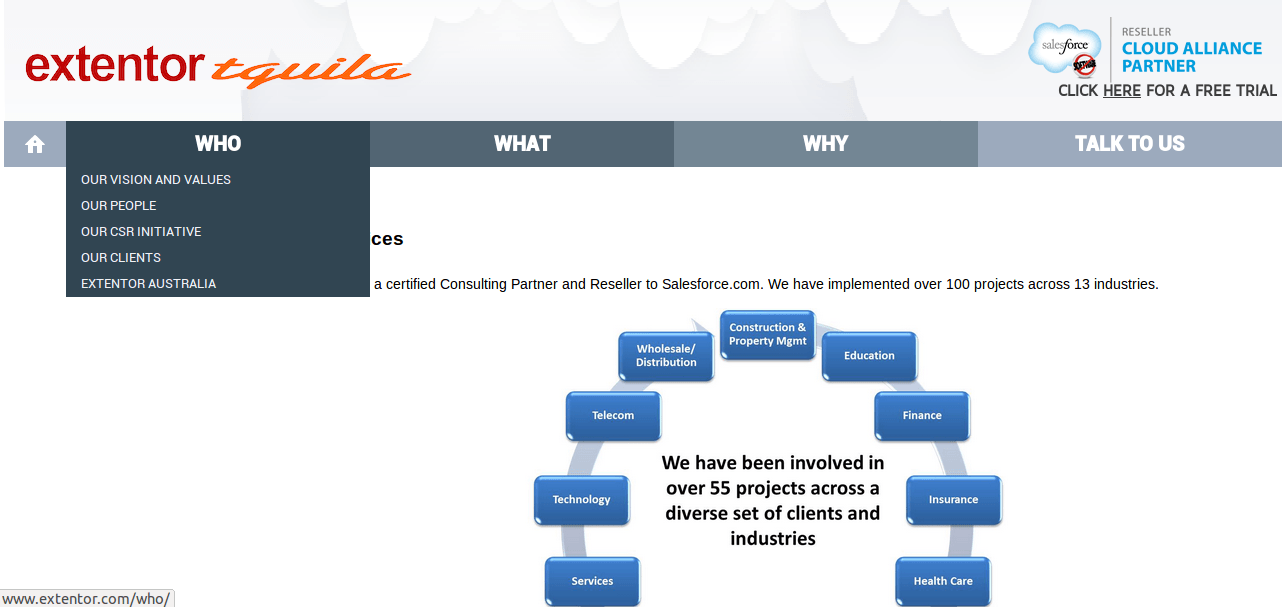 extentor tquila
salesforce
SOFTWARE
RESELLER
CLOUD ALLIANCE
PARTNER
CLICK HERE FOR A FREE TRIAL
WHO
WHAT
WHY
TALK TO US
OUR VISION AND VALUES
OUR PEOPLE
OUR CSR INITIATIVE
OUR CLIENTS
EXTENTOR AUSTRALIA
ces
a certified Consulting Partner and Reseller to Salesforce.com. We have implemented over 100 projects across 13 industries.
Construction &
Property Mgmt
Wholesale/
Distribution
Education
Telecom
Finance
We have been involved in
over 55 projects across a
diverse set of clients and
industries
Technology
Insurance
Services
Health Care
www.extentor.com/who/